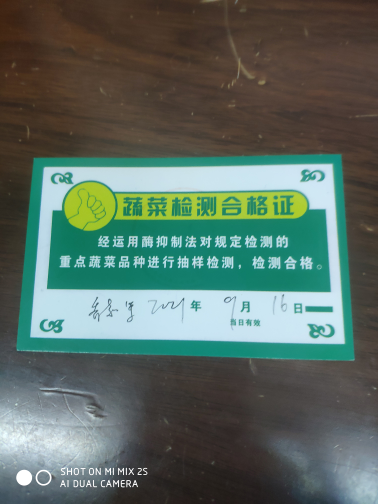 蔬菜检测合格证
经运用酶抑制法对规定检测的
重点蔬菜品种进行抽样检测，检测合格。
2021年 9月 16日
当日有效
SHOT ON MI MIX 2S
AI DUAL CAMERA